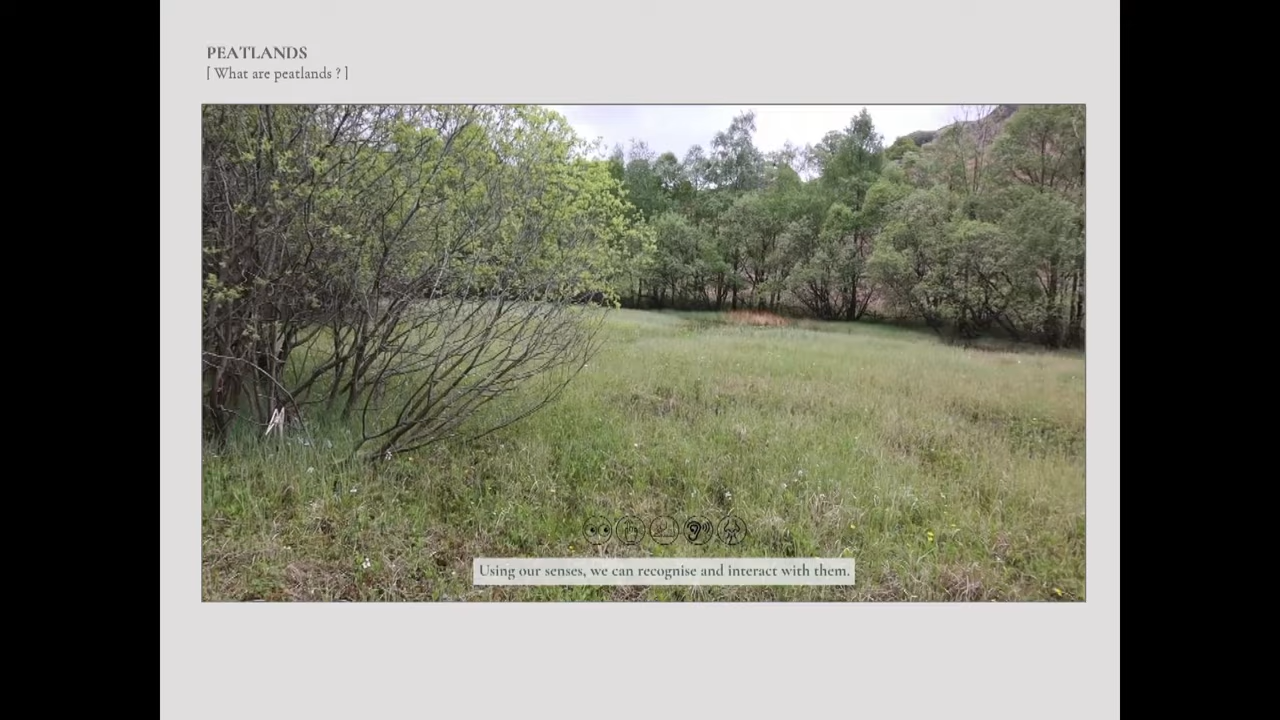 PEATLANDS
[ What are peatlands ? ]
Using our senses, we can recognise and interact with them.